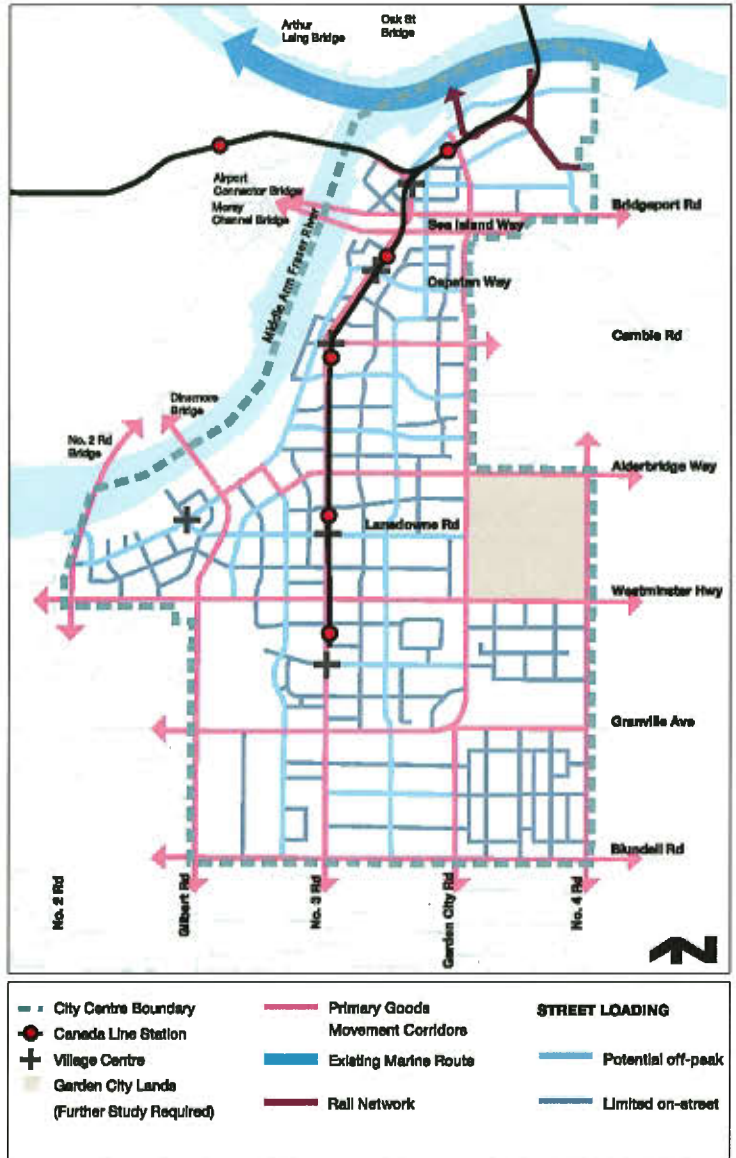 Arthur
Laing Bridge
Oak St
Bridge
Airport
Connector Bridge
Moray
Channel Bridge
Bridgeport Rd
Sea Island Way
Middle Arm Fraser River
Capstan Way
Cambie Rd
Dinsmore
Bridge
No. 2 Rd
Bridge
Alderbridge Way
Lansdowne Rd
Westminster Hwy
Granville Ave
Blundell Rd
No. 2 Rd
Gilbert Rd
No. 3 Rd
Garden City Rd
No. 4 Rd
N
City Centre Boundary
Canada Line Station
Village Centre
Garden City Lands
(Further Study Required)
Primary Goods
Movement Corridors
Existing Marine Route
Rail Network
STREET LOADING
Potential off-peak
Limited on-street